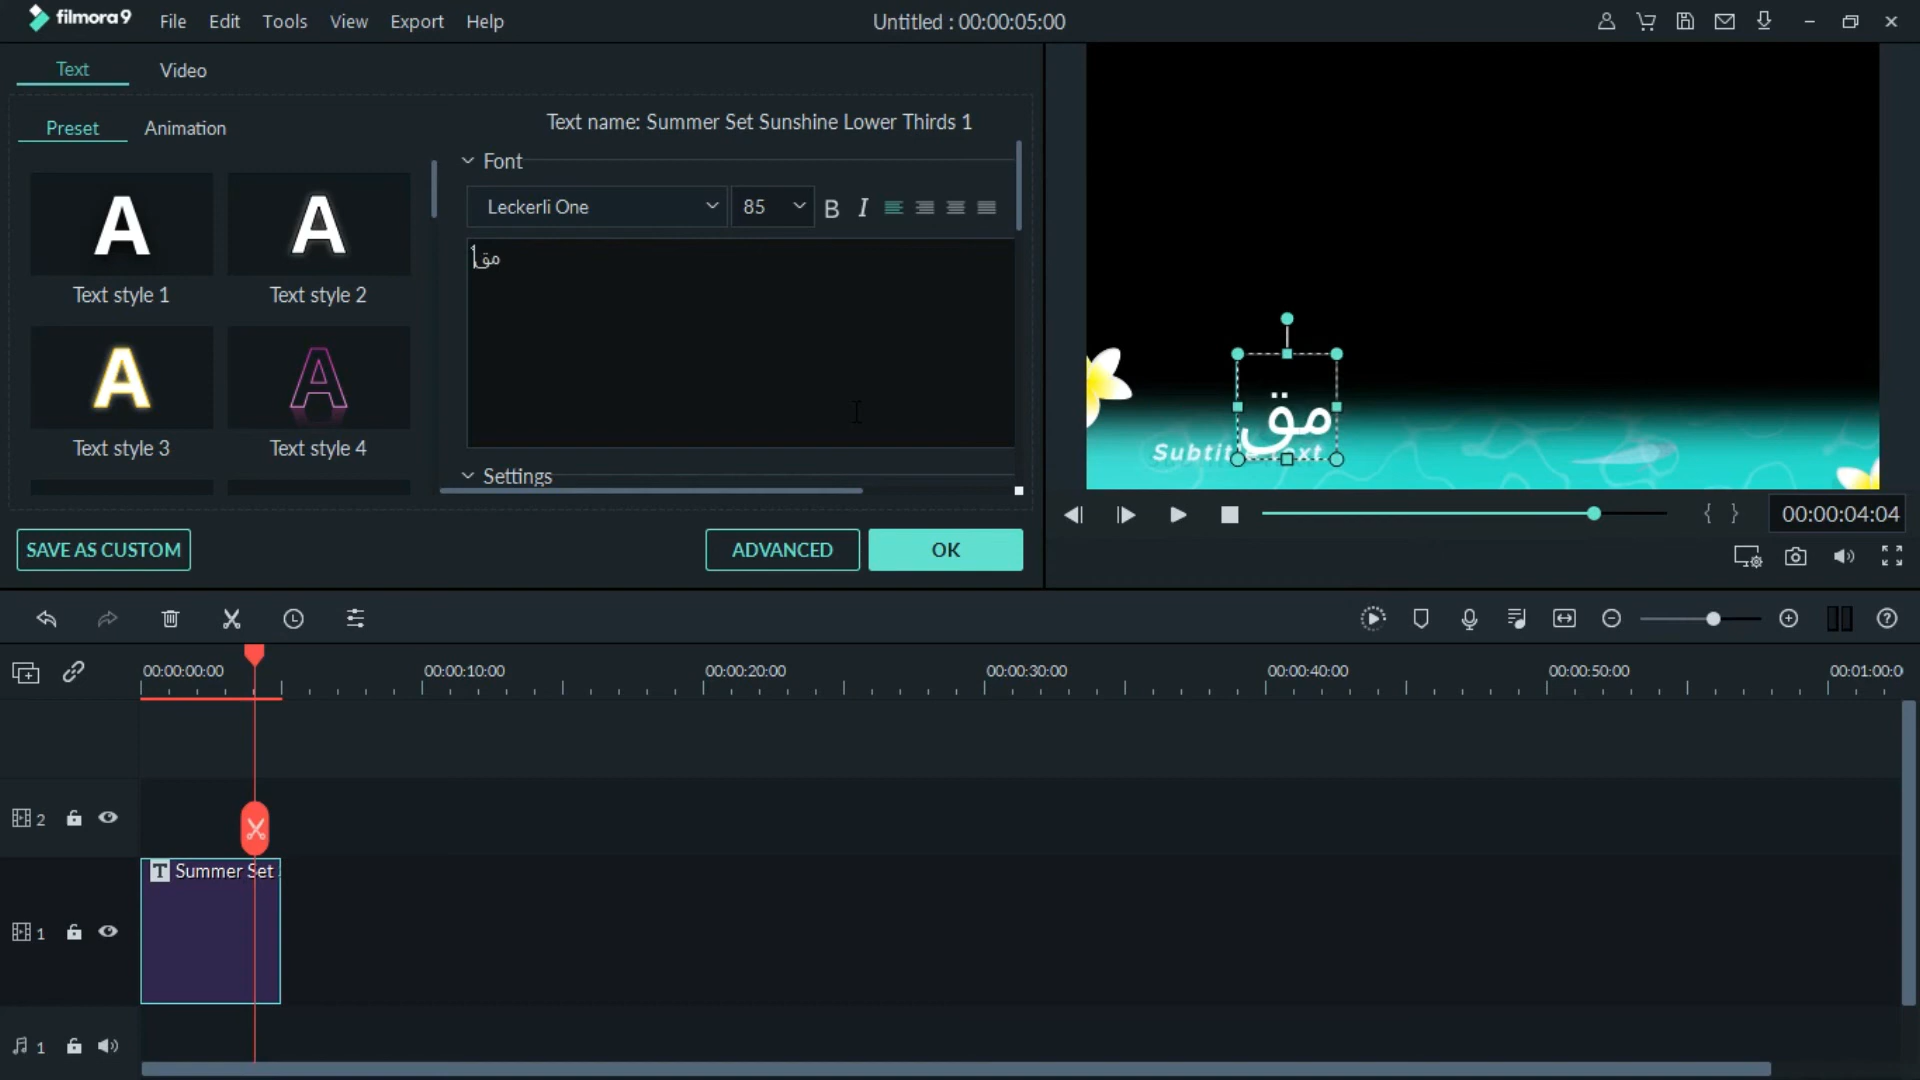 filmora9 File Edit Tools View Export Help Untitled : 00:00:05:00
Text Video
Preset Animation
Text name: Summer Set Sunshine Lower Thirds 1
Font
Leckerli One 85 B I
A A
Text style 1 Text style 2
A A
Text style 3 Text style 4
مق
Settings
SAVE AS CUSTOM ADVANCED OK
مق
Subtitle Text
{ } 00:00:04:04
00:00:00:00 00:00:10:00 00:00:20:00 00:00:30:00 00:00:40:00 00:00:50:00 00:01:00:0
2
T Summer Set
1
1